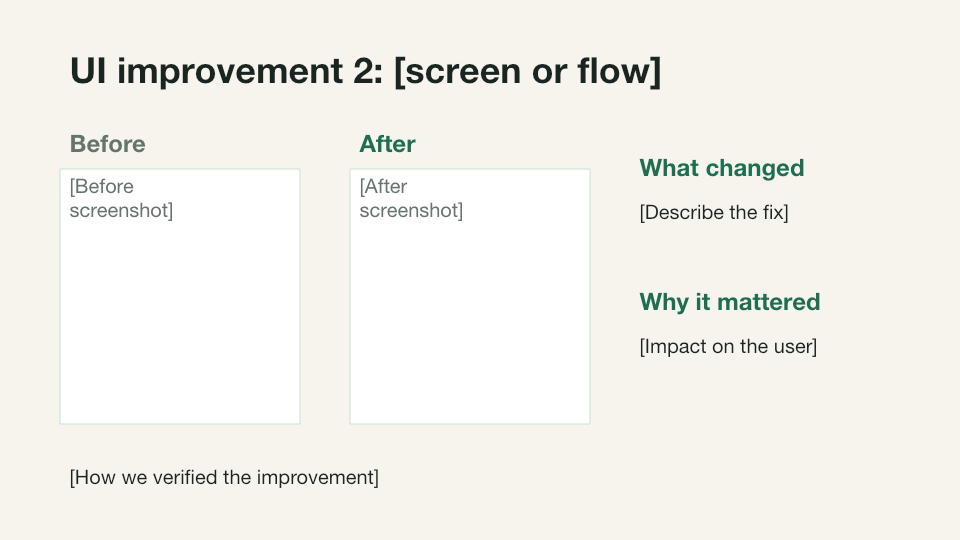 UI improvement 2: [screen or flow]
Before
[Before
screenshot]
After
[After
screenshot]
What changed
[Describe the fix]
Why it mattered
[Impact on the user]
[How we verified the improvement]